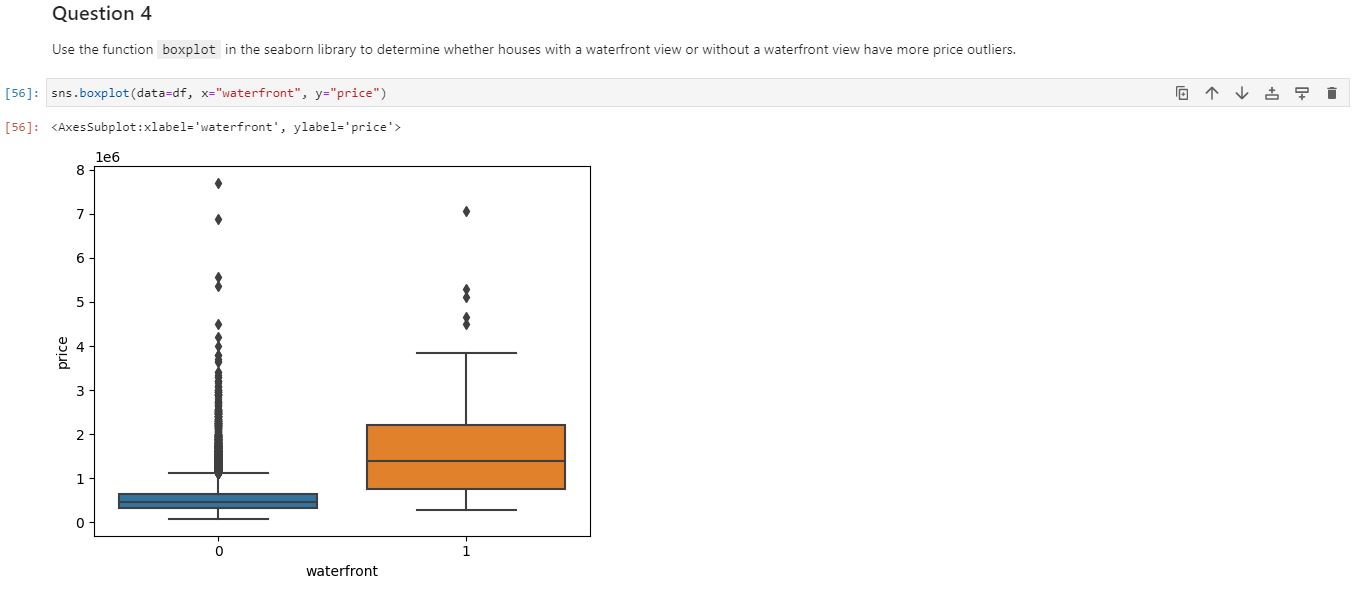 Question 4
Use the function boxplot in the seaborn library to determine whether houses with a waterfront view or without a waterfront view have more price outliers.
[56]: sns.boxplot(data=df, x="waterfront", y="price")
[56]: <AxesSubplot:xlabel='waterfront', ylabel='price'>
1e6
8
7
6
5
4
3
2
1
0
price
0 1
waterfront